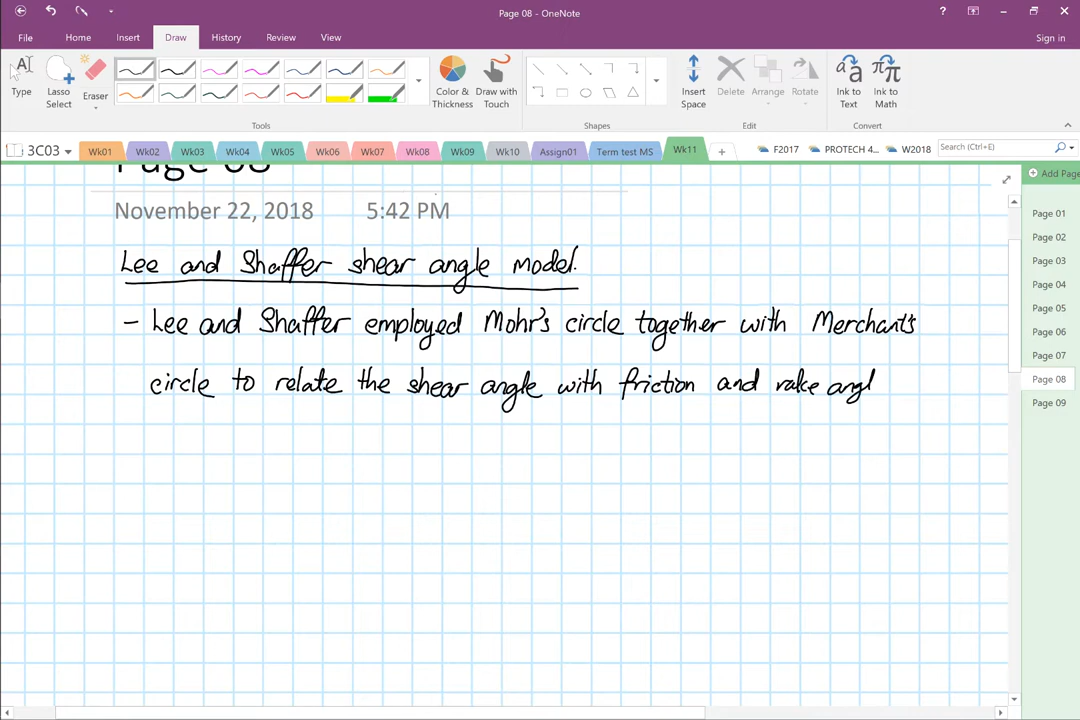 Page 08 - OneNote
?
File Home Insert Draw History Review View
Sign in
Type
Lasso Select
Eraser
Color & Thickness
Draw with Touch
Insert Space
Delete
Arrange
Rotate
Ink to Text
Ink to Math
Tools
Shapes
Edit
Convert
3C03 Wk01 Wk02 Wk03 Wk04 Wk05 Wk06 Wk07 Wk08 Wk09 Wk10 Assign01 Term test MS Wk11 + F2017 PROTECH 4... W2018 Search (Ctrl+E)
Page 08
Add Page
November 22, 2018 5:42 PM
Lee and Shaffer shear angle model.
- Lee and Shaffer employed Mohr's circle together with Merchant's
circle to relate the shear angle with friction and rake angl
Page 01
Page 02
Page 03
Page 04
Page 05
Page 06
Page 07
Page 08
Page 09